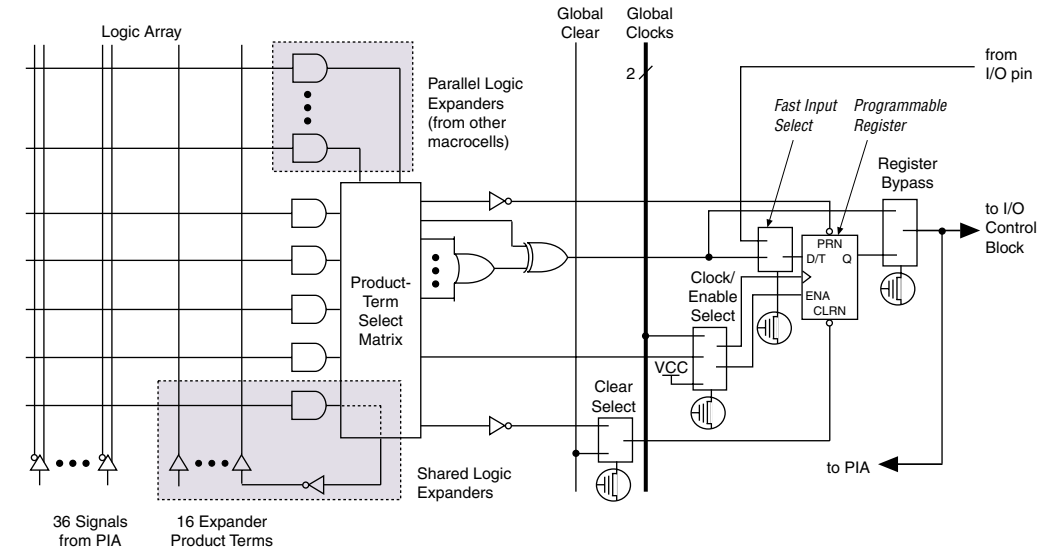 Logic Array
Global
Clear
Global
Clocks
2
from
I/O pin
Parallel Logic
Expanders
(from other
macrocells)
Fast Input
Select
Programmable
Register
Register
Bypass
to I/O
Control
Block
PRN
D/T
Q
ENA
CLRN
Clock/
Enable
Select
Product-
Term
Select
Matrix
VCC
Clear
Select
Shared Logic
Expanders
to PIA
36 Signals
from PIA
16 Expander
Product Terms